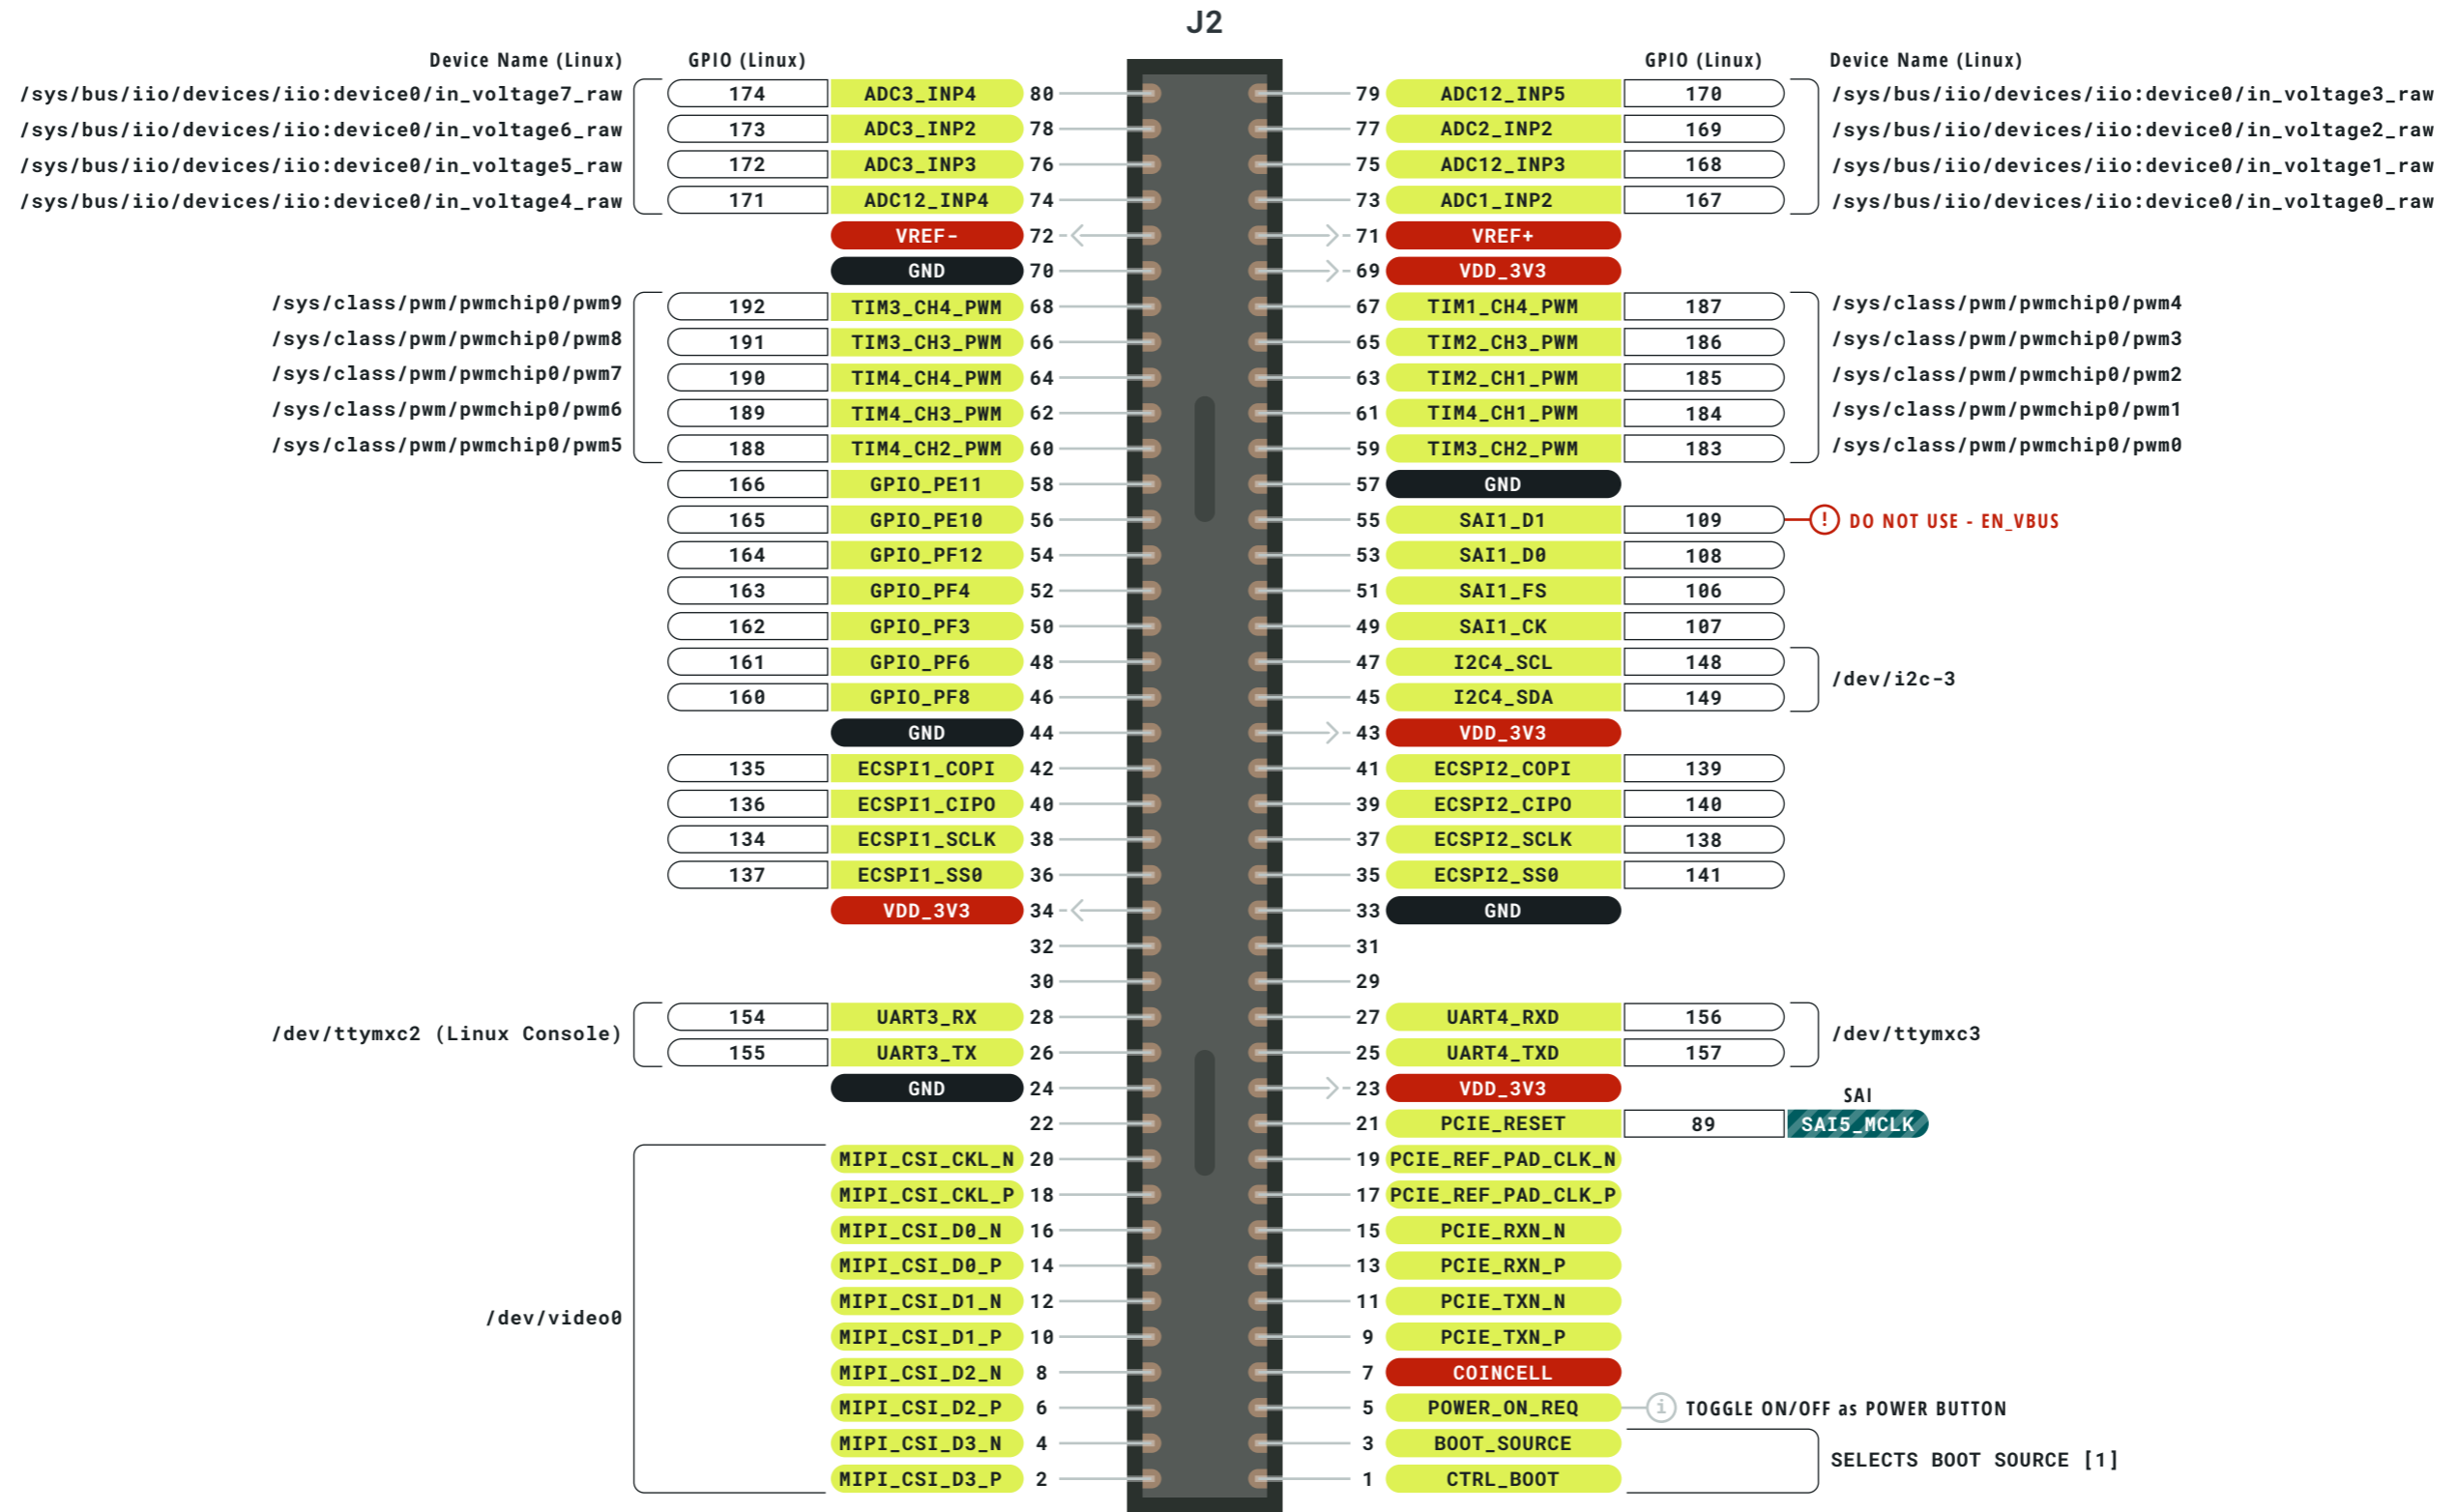 J2
Device Name (Linux) GPIO (Linux) GPIO (Linux) Device Name (Linux)
/sys/bus/iio/devices/iio:device0/in_voltage7_raw 174 ADC3_INP4 80 79 ADC12_INP5 170 /sys/bus/iio/devices/iio:device0/in_voltage3_raw
/sys/bus/iio/devices/iio:device0/in_voltage6_raw 173 ADC3_INP2 78 77 ADC2_INP2 169 /sys/bus/iio/devices/iio:device0/in_voltage2_raw
/sys/bus/iio/devices/iio:device0/in_voltage5_raw 172 ADC3_INP3 76 75 ADC12_INP3 168 /sys/bus/iio/devices/iio:device0/in_voltage1_raw
/sys/bus/iio/devices/iio:device0/in_voltage4_raw 171 ADC12_INP4 74 73 ADC1_INP2 167 /sys/bus/iio/devices/iio:device0/in_voltage0_raw
VREF- 72 71 VREF+
GND 70 69 VDD_3V3
/sys/class/pwm/pwmchip0/pwm9 192 TIM3_CH4_PWM 68 67 TIM1_CH4_PWM 187 /sys/class/pwm/pwmchip0/pwm4
/sys/class/pwm/pwmchip0/pwm8 191 TIM3_CH3_PWM 66 65 TIM2_CH3_PWM 186 /sys/class/pwm/pwmchip0/pwm3
/sys/class/pwm/pwmchip0/pwm7 190 TIM4_CH4_PWM 64 63 TIM2_CH1_PWM 185 /sys/class/pwm/pwmchip0/pwm2
/sys/class/pwm/pwmchip0/pwm6 189 TIM4_CH3_PWM 62 61 TIM4_CH1_PWM 184 /sys/class/pwm/pwmchip0/pwm1
/sys/class/pwm/pwmchip0/pwm5 188 TIM4_CH2_PWM 60 59 TIM3_CH2_PWM 183 /sys/class/pwm/pwmchip0/pwm0
166 GPIO_PE11 58 57 GND
165 GPIO_PE10 56 55 SAI1_D1 109 ! DO NOT USE - EN_VBUS
164 GPIO_PF12 54 53 SAI1_D0 108
163 GPIO_PF4 52 51 SAI1_FS 106
162 GPIO_PF3 50 49 SAI1_CK 107
161 GPIO_PF6 48 47 I2C4_SCL 148
/dev/i2c-3
160 GPIO_PF8 46 45 I2C4_SDA 149
GND 44 43 VDD_3V3
135 ECSPI1_COPI 42 41 ECSPI2_COPI 139
136 ECSPI1_CIPO 40 39 ECSPI2_CIPO 140
134 ECSPI1_SCLK 38 37 ECSPI2_SCLK 138
137 ECSPI1_SS0 36 35 ECSPI2_SS0 141
VDD_3V3 34 33 GND
32 31
30 29
154 UART3_RX 28 27 UART4_RXD 156
/dev/ttymxc2 (Linux Console) /dev/ttymxc3
155 UART3_TX 26 25 UART4_TXD 157
GND 24 23 VDD_3V3
SAI
22 21 PCIE_RESET 89 SAI5_MCLK
MIPI_CSI_CKL_N 20 19 PCIE_REF_PAD_CLK_N
MIPI_CSI_CKL_P 18 17 PCIE_REF_PAD_CLK_P
MIPI_CSI_D0_N 16 15 PCIE_RXN_N
MIPI_CSI_D0_P 14 13 PCIE_RXN_P
MIPI_CSI_D1_N 12 11 PCIE_TXN_N
/dev/video0
MIPI_CSI_D1_P 10 9 PCIE_TXN_P
MIPI_CSI_D2_N 8 7 COINCELL
MIPI_CSI_D2_P 6 5 POWER_ON_REQ i TOGGLE ON/OFF as POWER BUTTON
MIPI_CSI_D3_N 4 3 BOOT_SOURCE
SELECTS BOOT SOURCE [1]
MIPI_CSI_D3_P 2 1 CTRL_BOOT